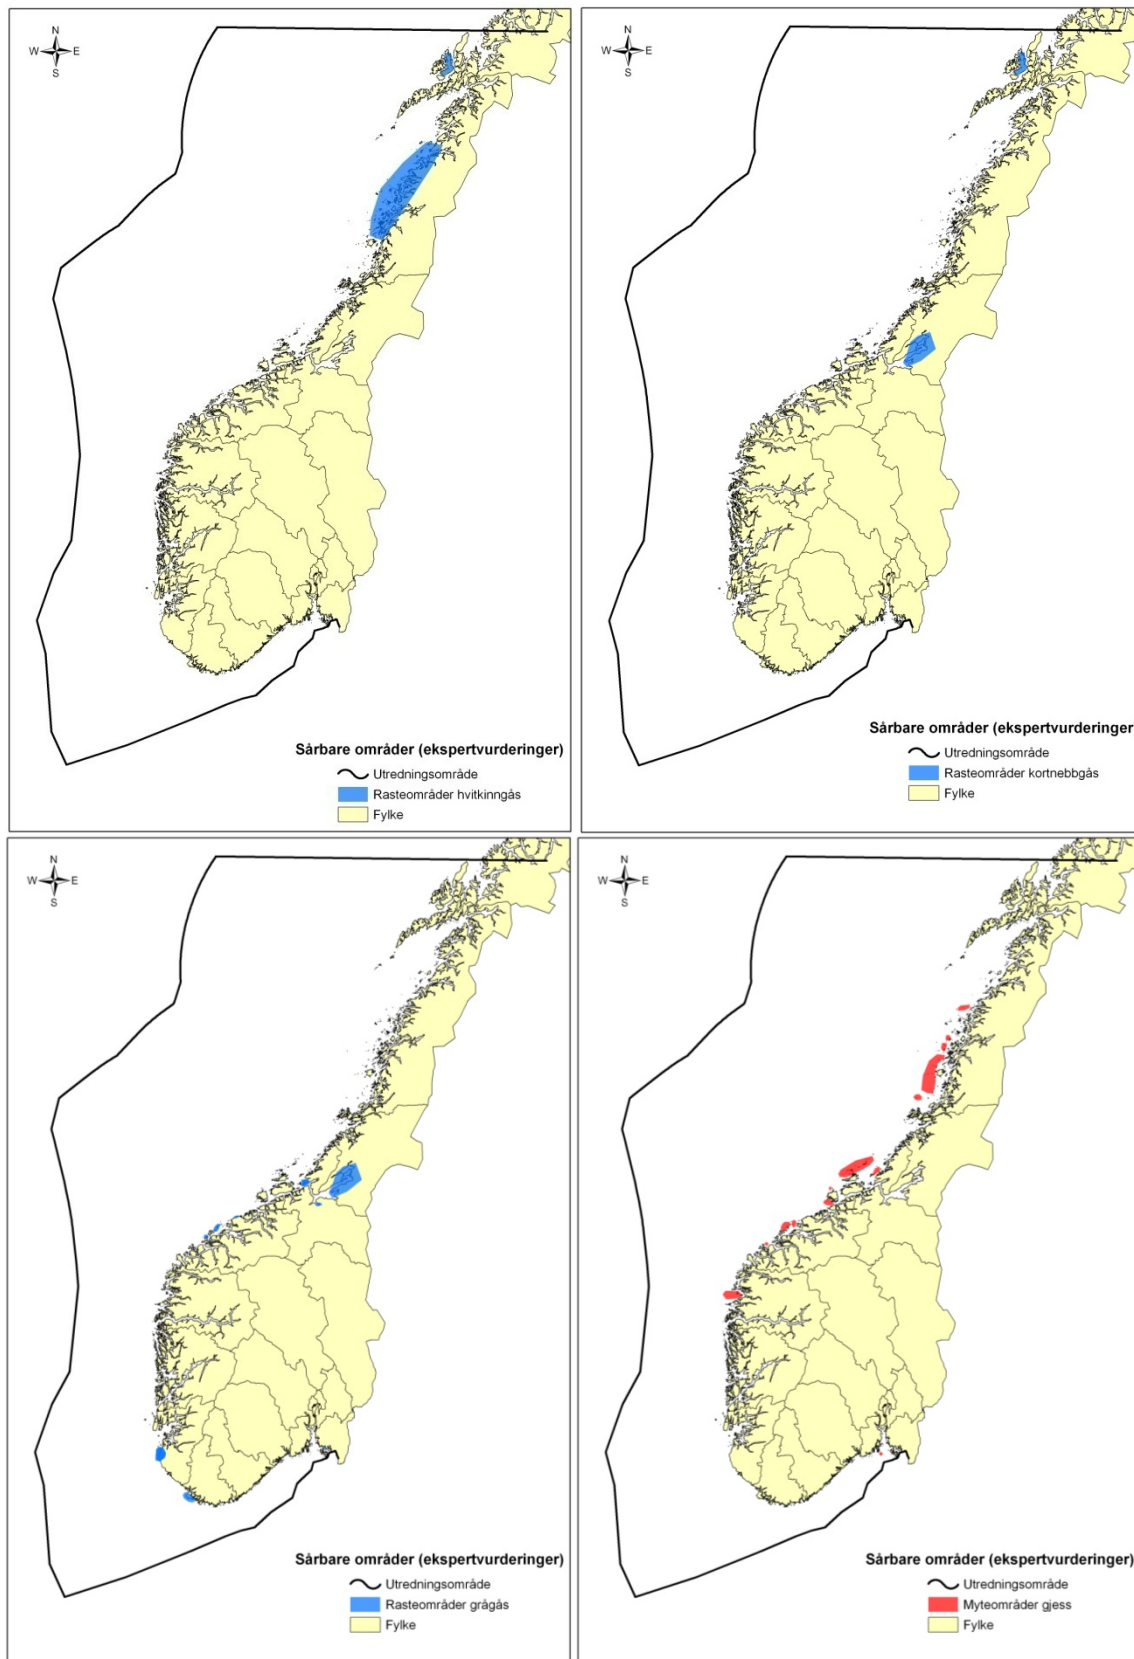 N
W E
S
Sårbare områder (ekspertvurderinger)
Utredningsområde
Rasteområder hvitkinngås
Fylke
N
W E
S
Sårbare områder (ekspertvurderinger
Utredningsområde
Rasteområder kortnebbgås
Fylke
N
W E
S
Sårbare områder (ekspertvurderinger)
Utredningsområde
Rasteområder grågås
Fylke
N
W E
S
Sårbare områder (ekspertvurderinger)
Utredningsområde
Myteområder gjess
Fylke